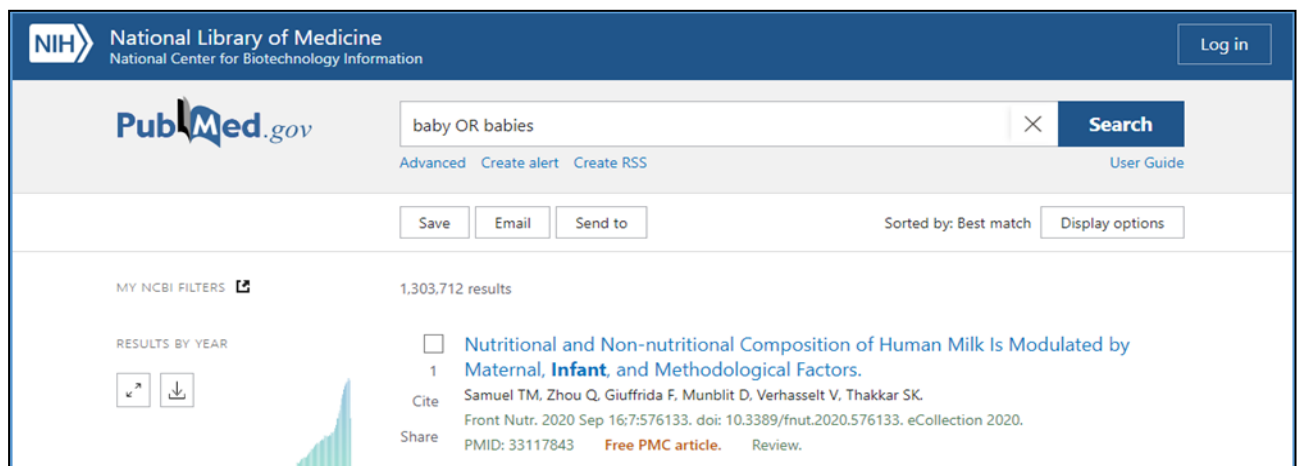 NIH
National Library of Medicine
National Center for Biotechnology Information
Log in
PubMed.gov
baby OR babies
Search
Advanced Create alert Create RSS
User Guide
Save Email Send to
Sorted by: Best match Display options
MY NCBI FILTERS
1,303,712 results
RESULTS BY YEAR
Nutritional and Non-nutritional Composition of Human Milk Is Modulated by
1 Maternal, Infant, and Methodological Factors.
Cite Samuel TM, Zhou Q, Giuffrida F, Munblit D, Verhasselt V, Thakkar SK.
Front Nutr. 2020 Sep 16;7:576133. doi: 10.3389/fnut.2020.576133. eCollection 2020.
Share PMID: 33117843 Free PMC article. Review.